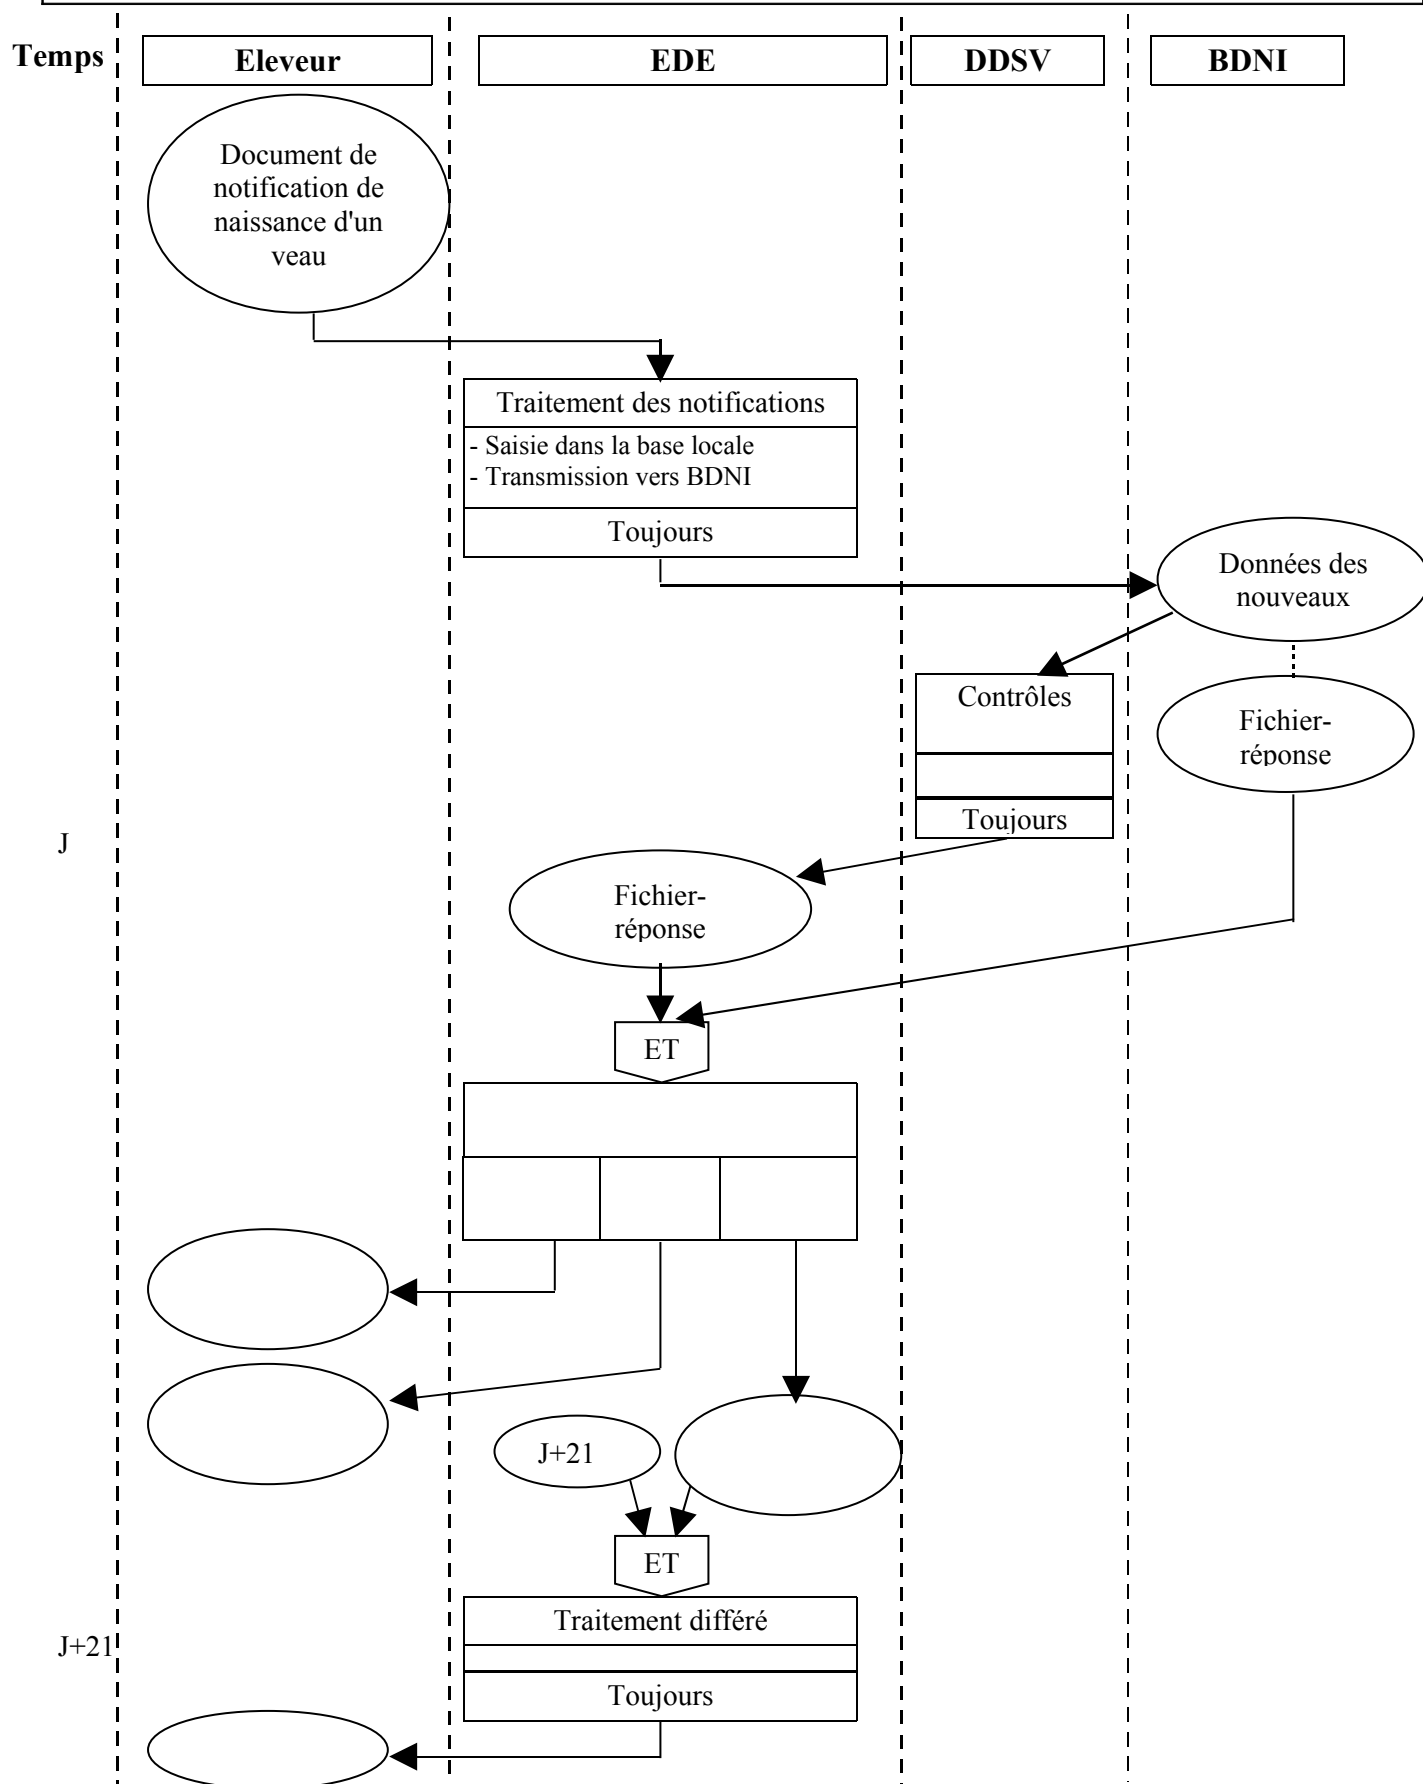 Temps
Eleveur
EDE
DDSV
BDNI
Document de
notification de
naissance d'un
veau
Traitement des notifications
- Saisie dans la base locale
- Transmission vers BDNI
Toujours
Données des
nouveaux
Contrôles
Toujours
Fichier-
réponse
J
Fichier-
réponse
ET
J+21
ET
Traitement différé
Toujours
J+21